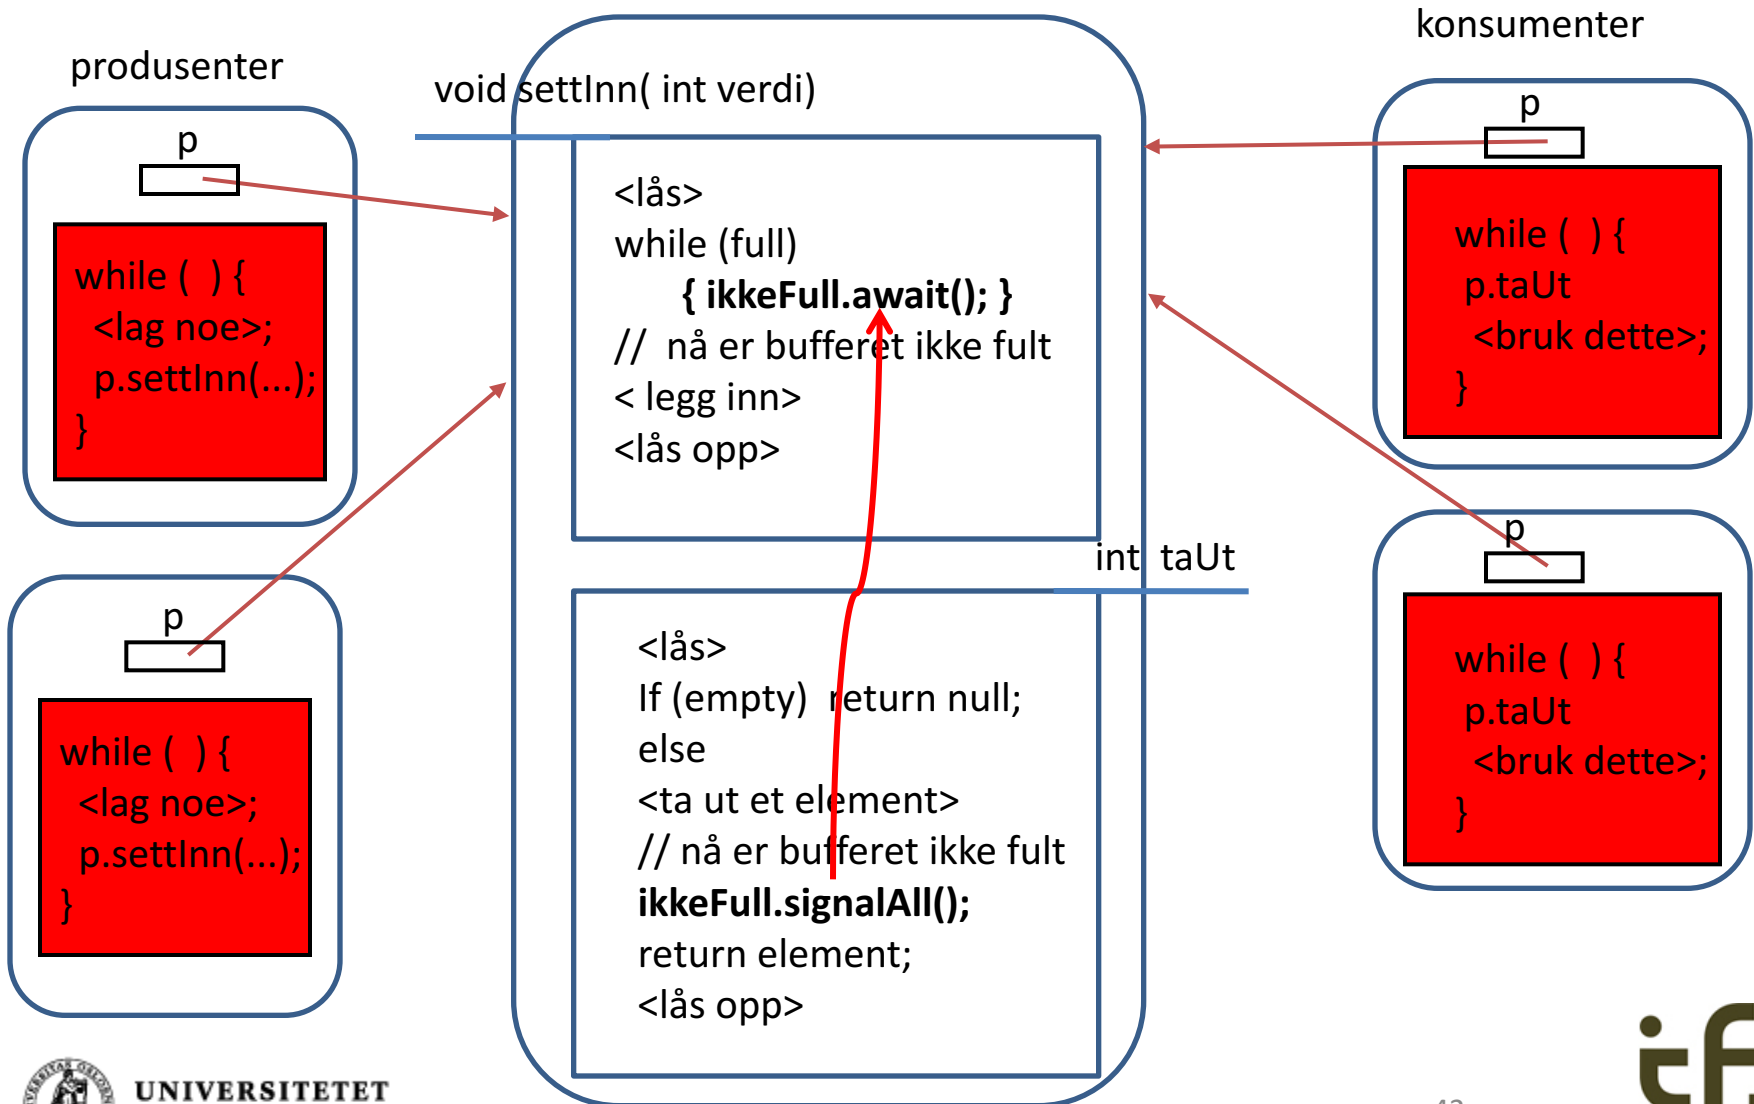 produsenter
p
while ( ) {
<lag noe>;
p.settInn(...);
}
p
while ( ) {
<lag noe>;
p.settInn(...);
}
void settInn( int verdi)
<lås>
while (full)
{ ikkeFull.await(); }
// nå er bufferet ikke fult
< legg inn>
<lås opp>
int taUt
<lås>
If (empty) return null;
else
<ta ut et element>
// nå er bufferet ikke fult
ikkeFull.signalAll();
return element;
<lås opp>
konsumenter
p
while ( ) {
p.taUt
<bruk dette>;
}
p
while ( ) {
p.taUt
<bruk dette>;
}
UNIVERSITETET